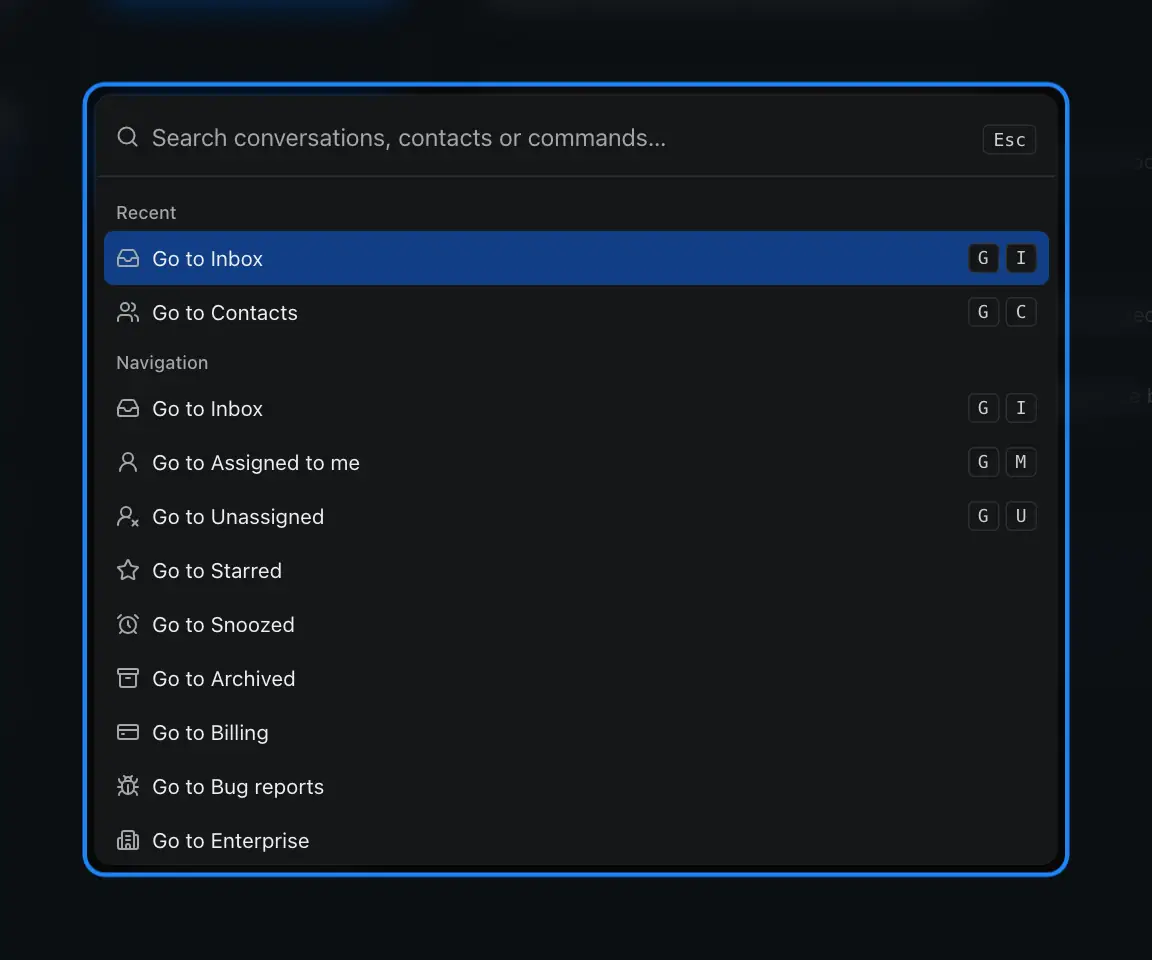 Search conversations, contacts or commands... Esc
Recent
Go to Inbox G I
Go to Contacts G C
Navigation
Go to Inbox G I
Go to Assigned to me G M
Go to Unassigned G U
Go to Starred
Go to Snoozed
Go to Archived
Go to Billing
Go to Bug reports
Go to Enterprise